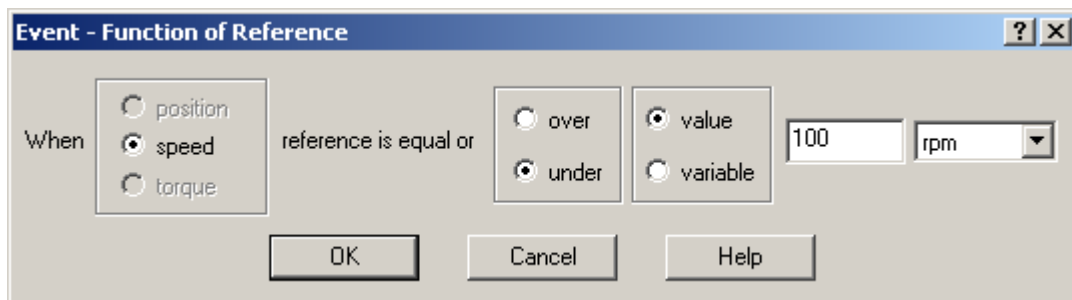 Event - Function of Reference
When
position
speed
torque
reference is equal or
over
under
value
variable
100
rpm
OK
Cancel
Help